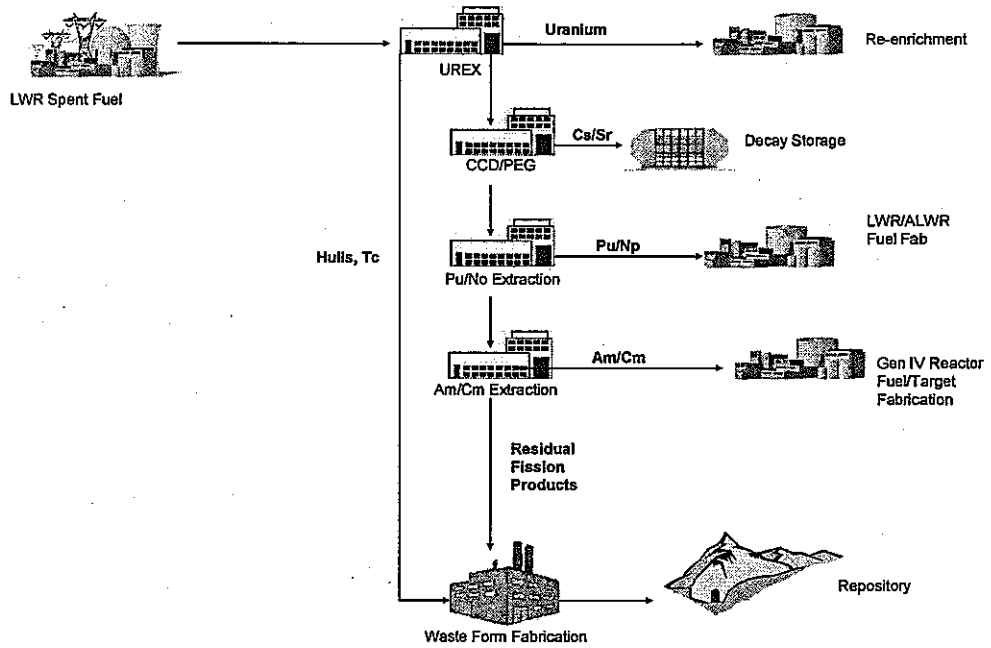 Uranium
Re-enrichment
UREX
LWR Spent Fuel
Cs/Sr
Decay Storage
CCD/PEG
LWR/ALWR
Fuel Fab
Hulls, Tc
Pu/Np
Pu/No Extraction
Am/Cm
Gen IV Reactor
Fuel/Target
Fabrication
Am/Cm Extraction
Residual
Fission
Products
Repository
Waste Form Fabrication